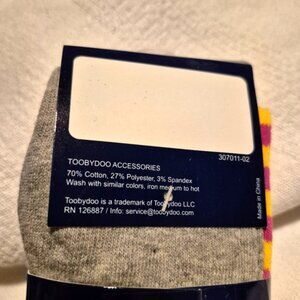 307011-02
TOOBYDOO ACCESSORIES
70% Cotton, 27% Polyester, 3% Spandex
Wash with similar colors, iron medium to hot
Made in China
Toobydoo is a trademark of Toobydoo LLC
RN 126887 / Info: service@toobydoo.com